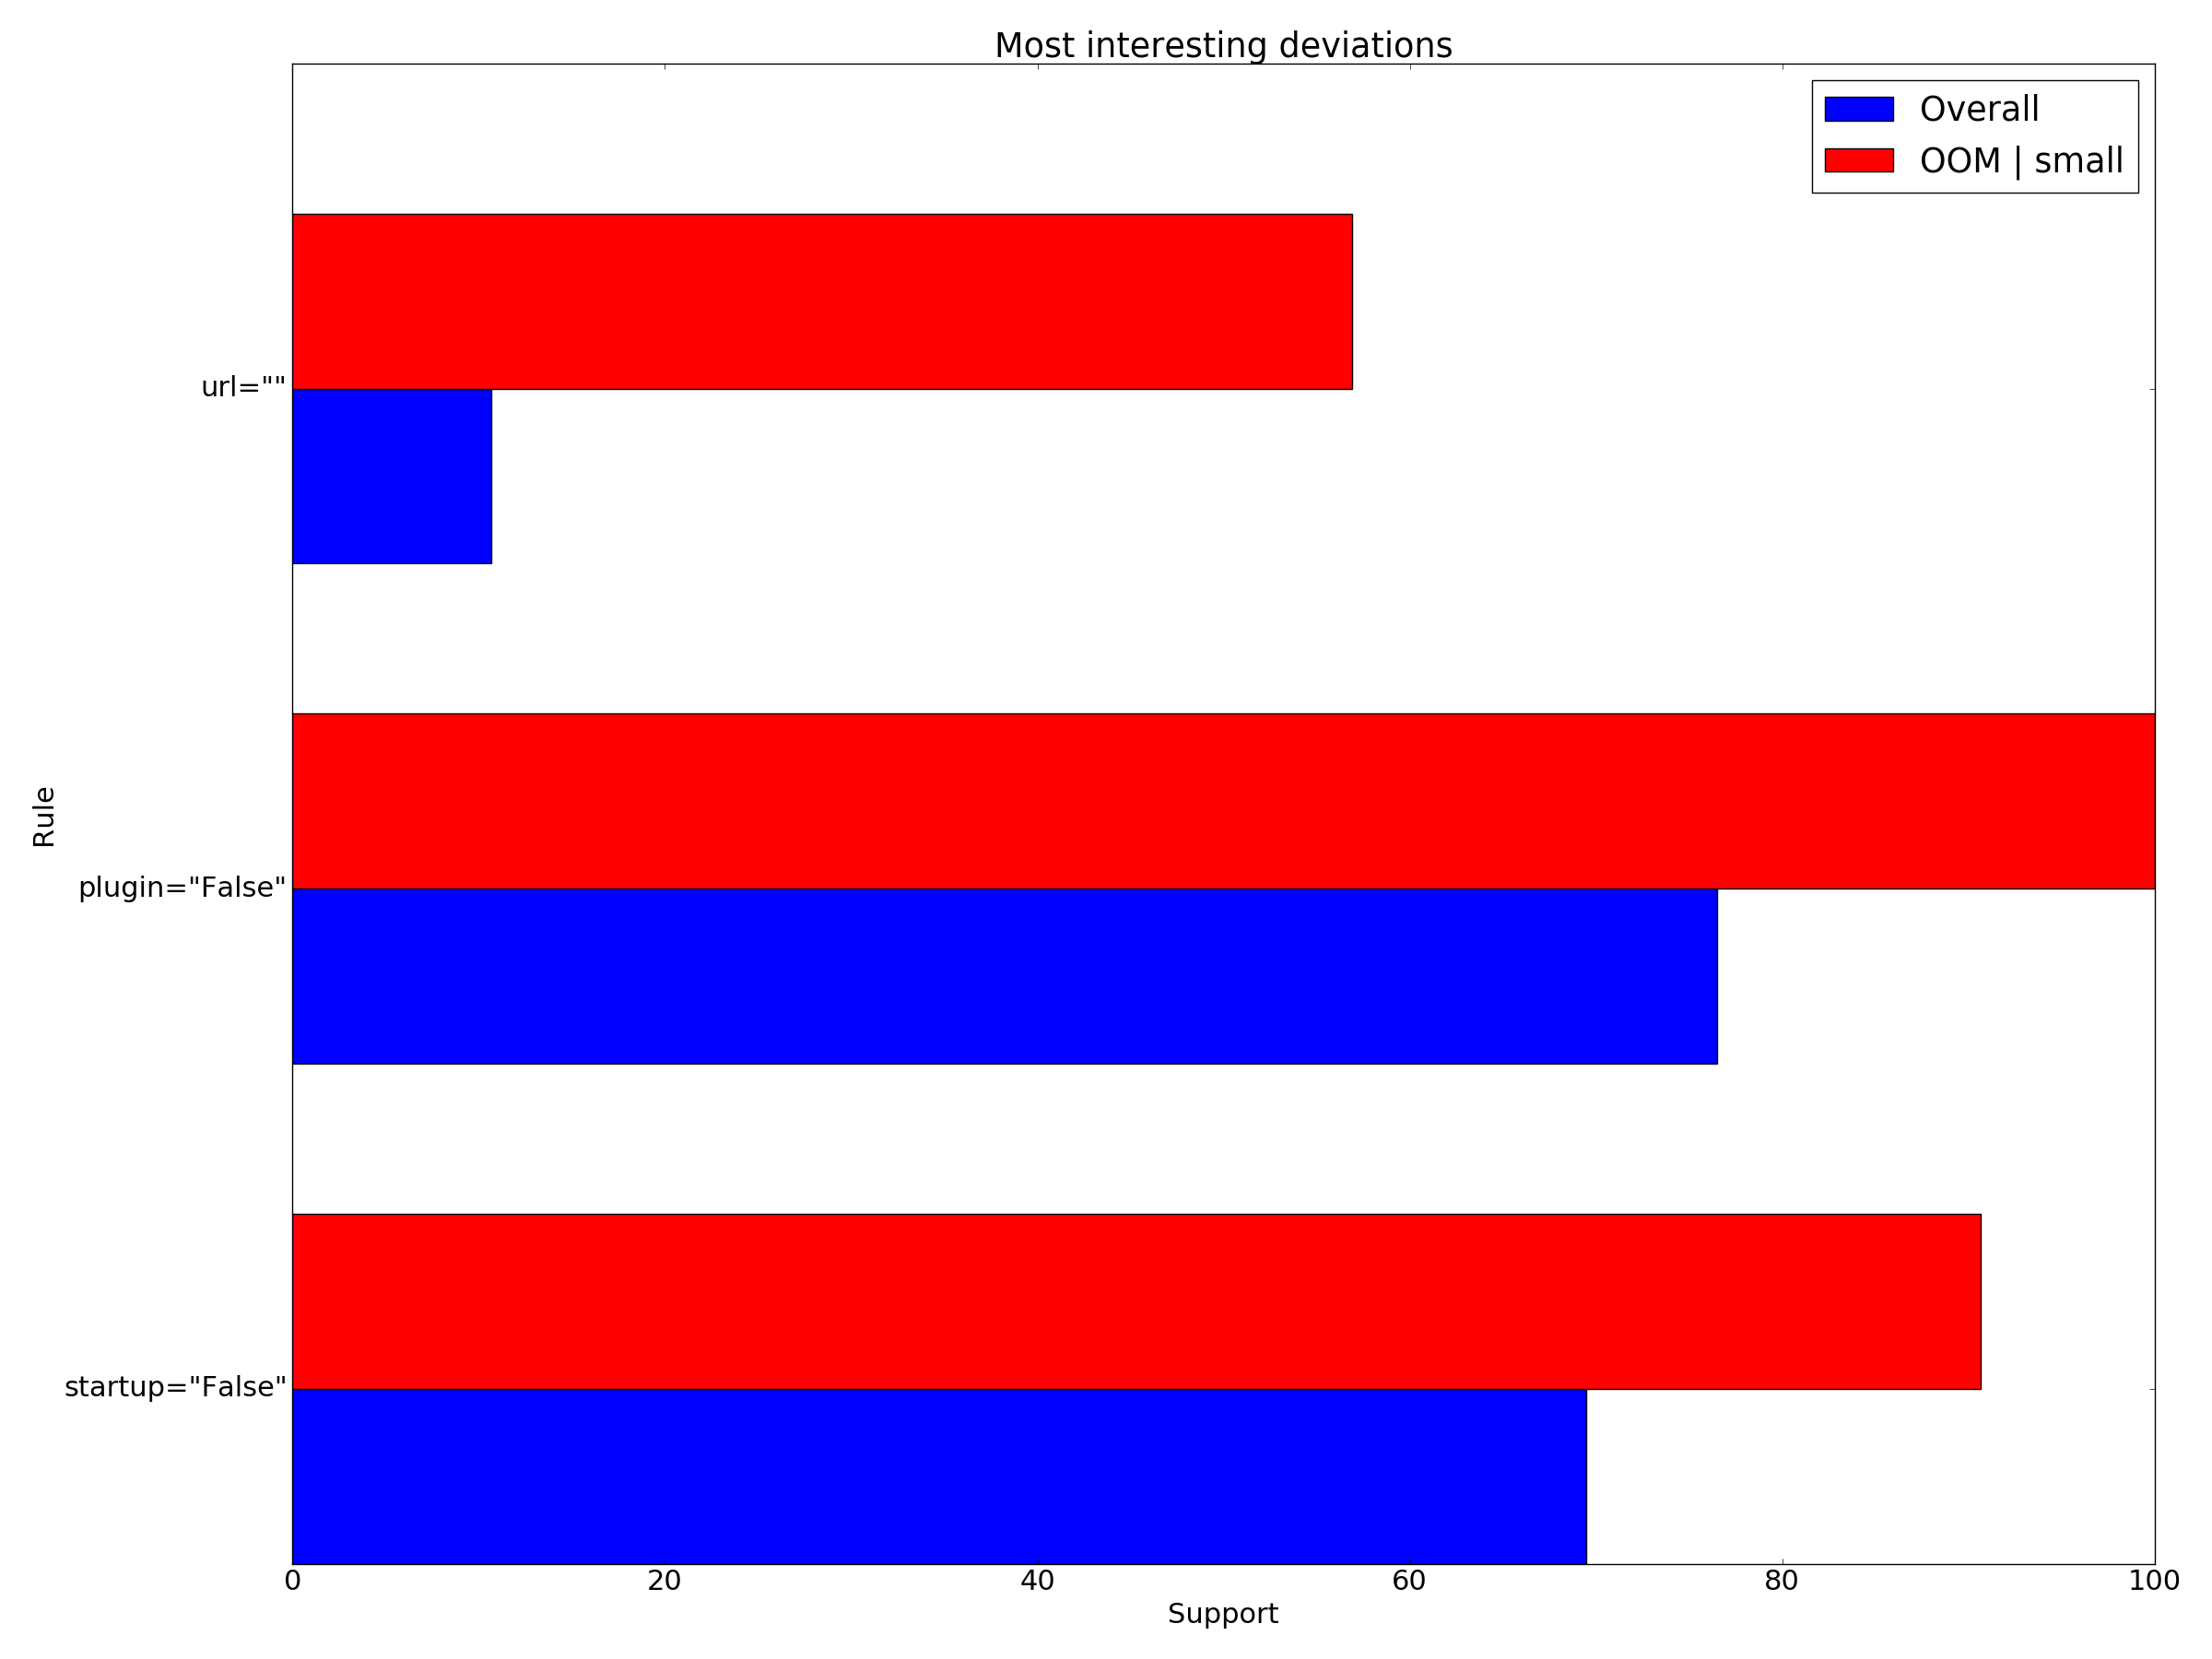 Most interesting deviations
Overall
OOM | small
url=""
plugin="False"
startup="False"
Rule
0 20 40 60 80 100
Support